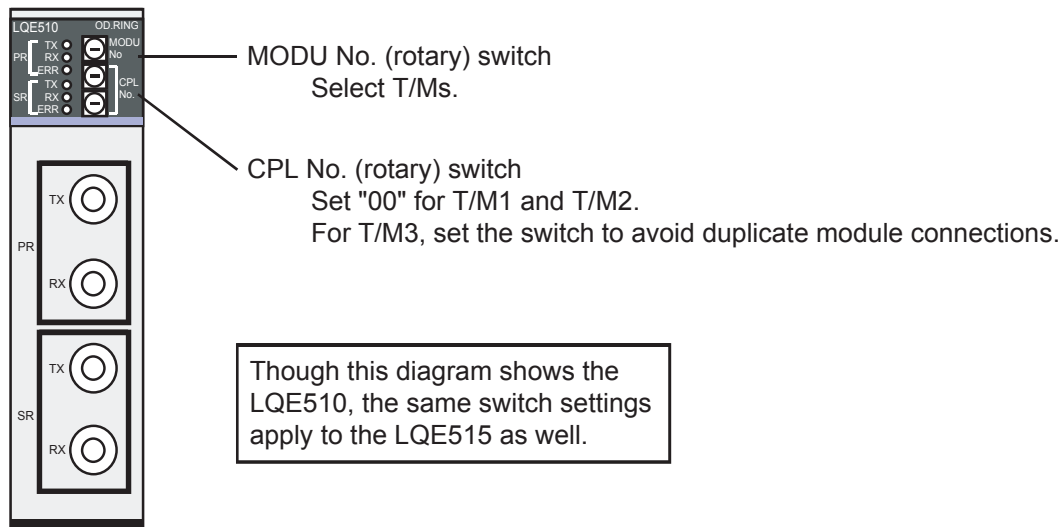 LQE510 OD.RING
TX
PR RX
ERR
TX
SR RX
ERR
MODU
No
CPL
No.
MODU No. (rotary) switch
Select T/Ms.
CPL No. (rotary) switch
Set "00" for T/M1 and T/M2.
For T/M3, set the switch to avoid duplicate module connections.
TX
PR
RX
TX
SR
RX
Though this diagram shows the
LQE510, the same switch settings
apply to the LQE515 as well.